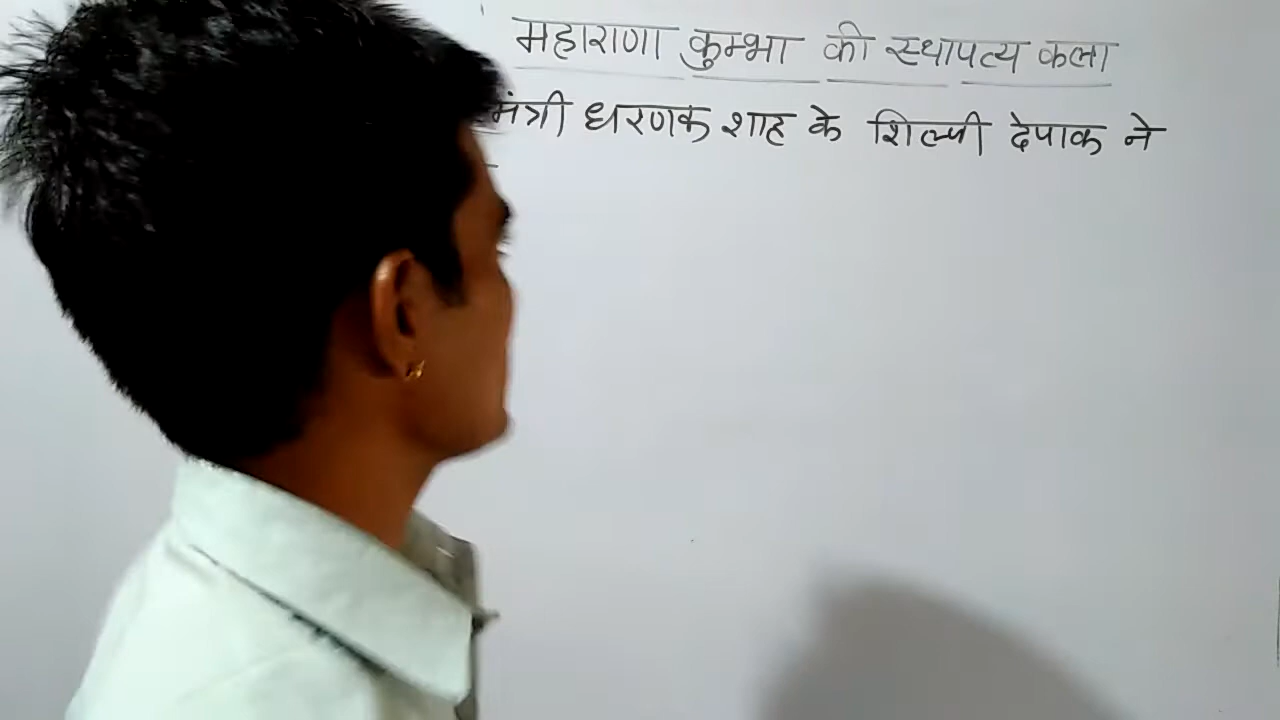 महाराणा कुम्भा की स्थापत्य कला
मंत्री धरणक शाह के शिल्पी देपाक ने